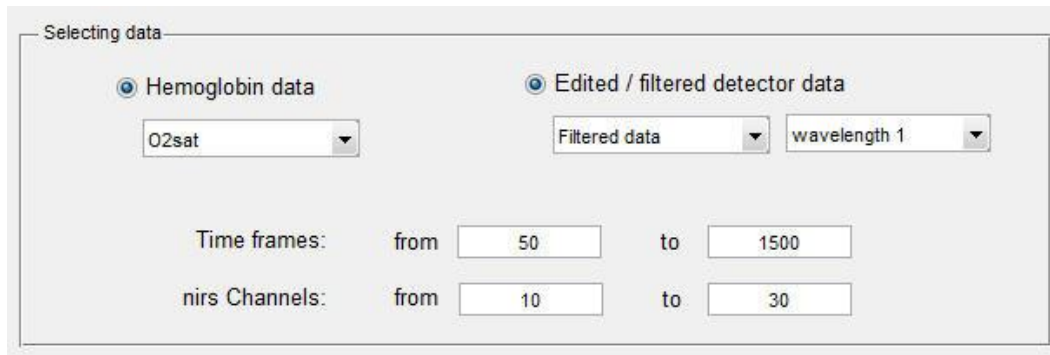 Selecting data
Hemoglobin data Edited / filtered detector data
O2sat Filtered data wavelength 1
Time frames: from 50 to 1500
nirs Channels: from 10 to 30